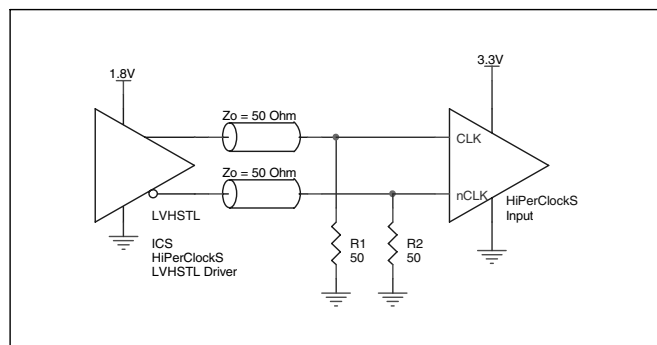 1.8V
3.3V
Zo = 50 Ohm
CLK
Zo = 50 Ohm
nCLK
HiPerClockS
Input
LVHSTL
ICS
HiPerClockS
LVHSTL Driver
R1
50
R2
50